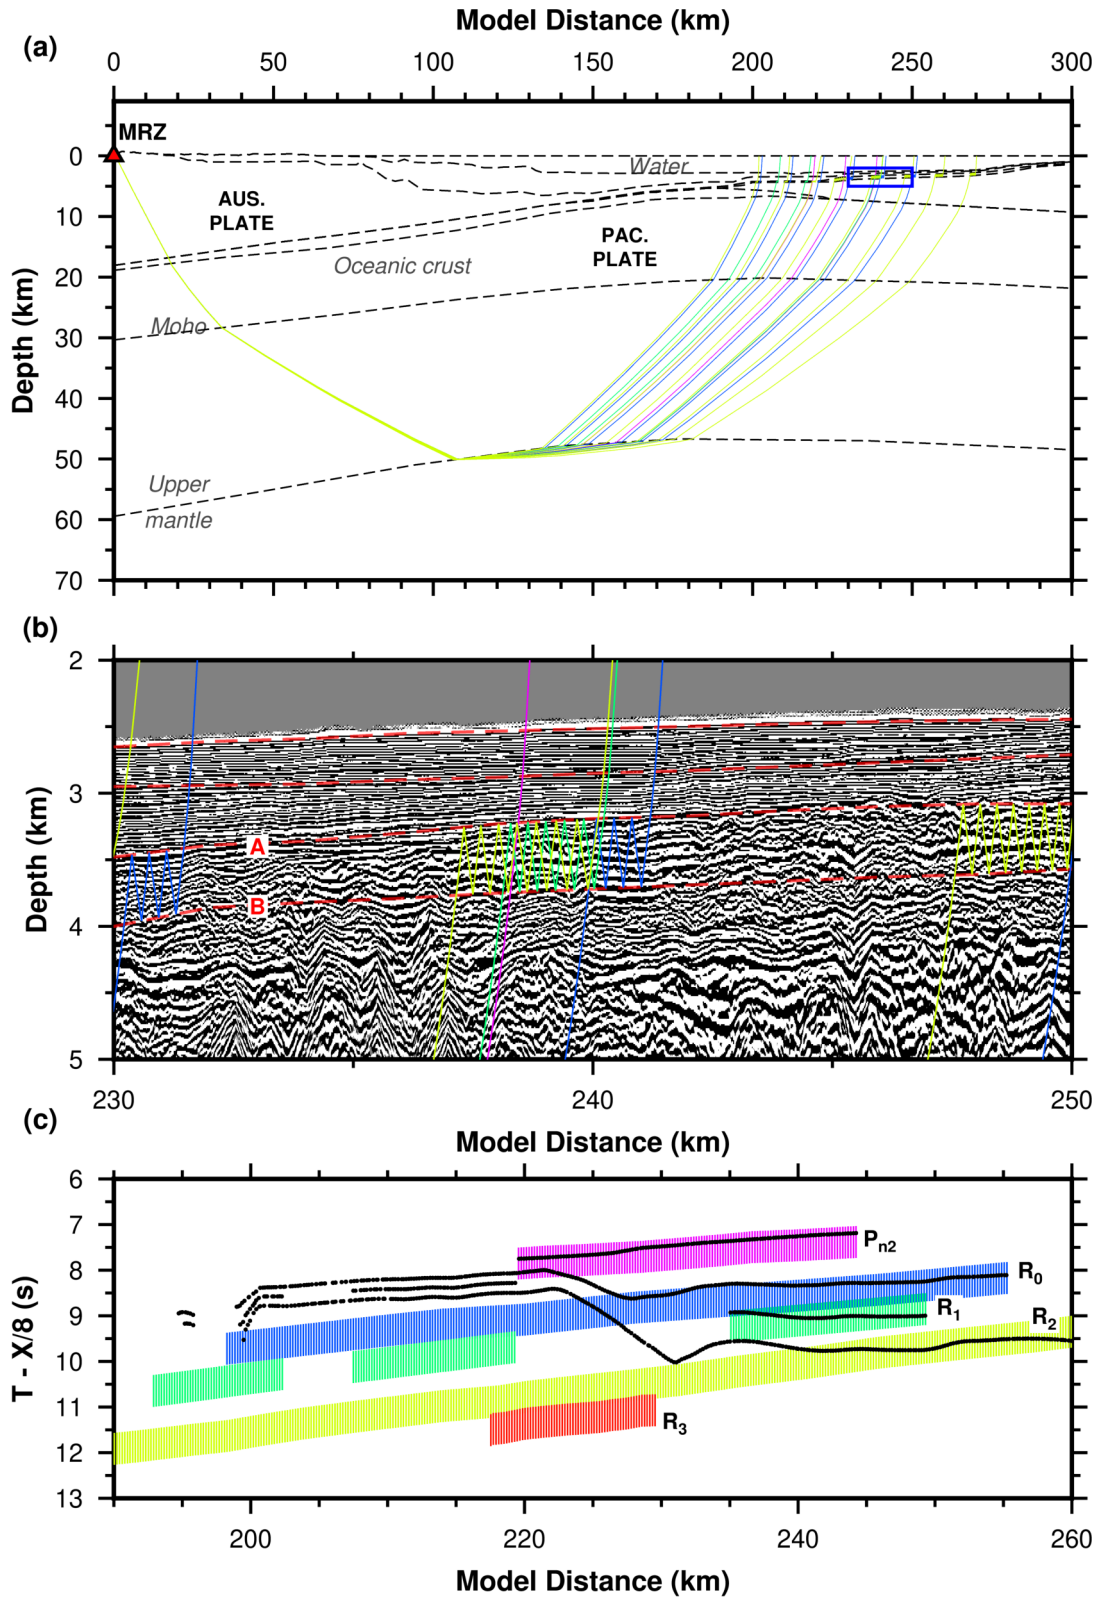 Model Distance (km)
(a)
0 50 100 150 200 250 300
MRZ
0
Water
AUS.
PLATE
10
PAC.
PLATE
Oceanic crust
20
Depth (km)
Moho
30
40
50
Upper
mantle
60
70
(b)
2
3
A
Depth (km)
B
4
5
230 240 250
(c)
Model Distance (km)
6
7
Pn2
8
R0
9
R1
R2
T - X/8 (s)
10
11
R3
12
13
200 220 240 260
Model Distance (km)